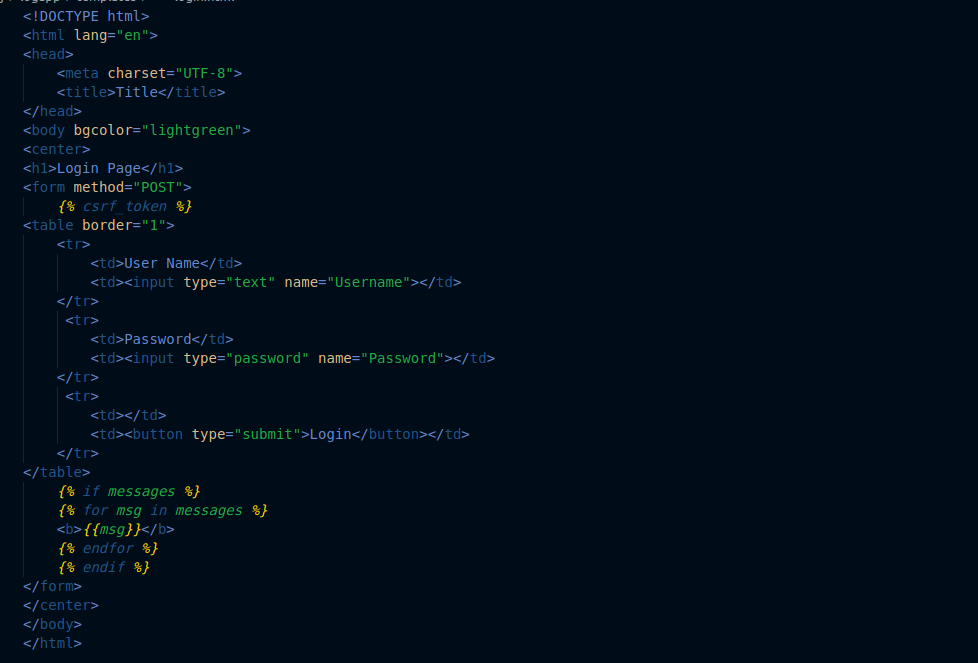 <!DOCTYPE html>
<html lang="en">
<head>
    <meta charset="UTF-8">
    <title>Title</title>
</head>
<body bgcolor="lightgreen">
<center>
<h1>Login Page</h1>
<form method="POST">
    {% csrf_token %}
<table border="1">
    <tr>
        <td>User Name</td>
        <td><input type="text" name="Username"></td>
    </tr>
     <tr>
        <td>Password</td>
        <td><input type="password" name="Password"></td>
    </tr>
     <tr>
        <td></td>
        <td><button type="submit">Login</button></td>
    </tr>
</table>
    {% if messages %}
    {% for msg in messages %}
    <b>{{msg}}</b>
    {% endfor %}
    {% endif %}
</form>
</center>
</body>
</html>